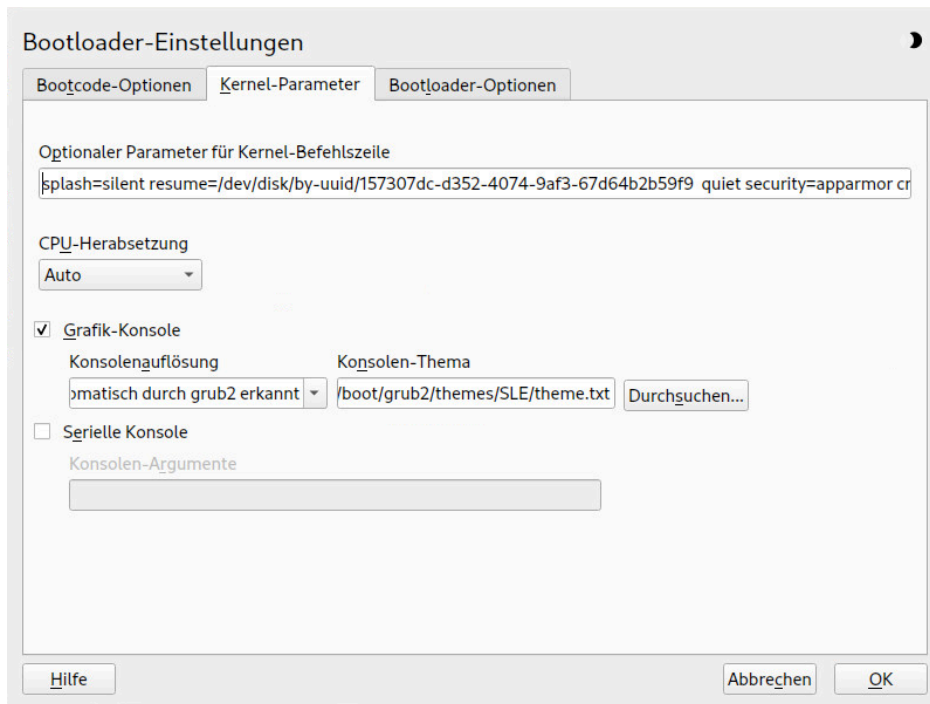 Bootloader-Einstellungen
Bootcode-Optionen Kernel-Parameter Bootloader-Optionen
Optionaler Parameter für Kernel-Befehlszeile
splash=silent resume=/dev/disk/by-uuid/157307dc-d352-4074-9af3-67d64b2b59f9 quiet security=apparmor cr
CPU-Herabsetzung
Auto
Grafik-Konsole
Konsolenauflösung Konsolen-Thema
omatisch durch grub2 erkannt /boot/grub2/themes/SLE/theme.txt Durchsuchen...
Serielle Konsole
Konsolen-Argumente
Hilfe Abbrechen OK